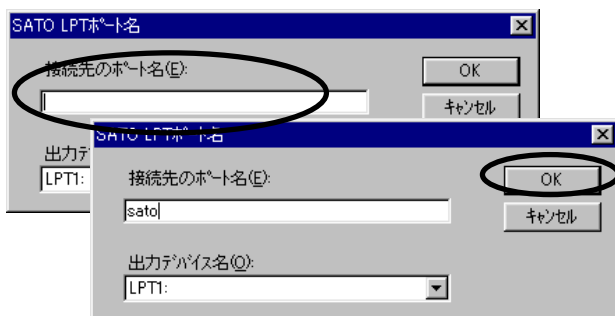 SATO LPTﾎﾟｰﾄ名
接続先のﾎﾟｰﾄ名(E):
OK
ｷｬﾝｾﾙ
出力デ
LPT1:
SATO LPTﾎﾟｰﾄ名
接続先のﾎﾟｰﾄ名(E):
sato
OK
ｷｬﾝｾﾙ
出力ﾃﾞﾊﾞｲｽ名(O):
LPT1: